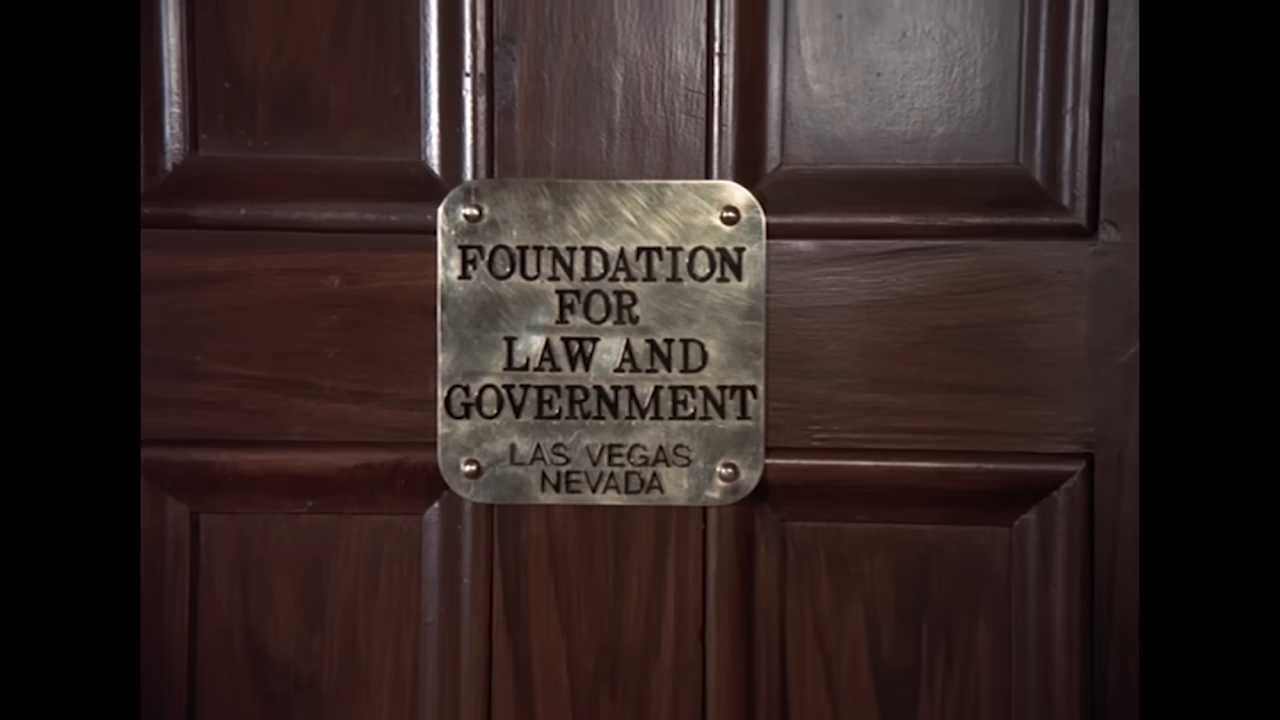 FOUNDATION
FOR
LAW AND
GOVERNMENT
LAS VEGAS
NEVADA